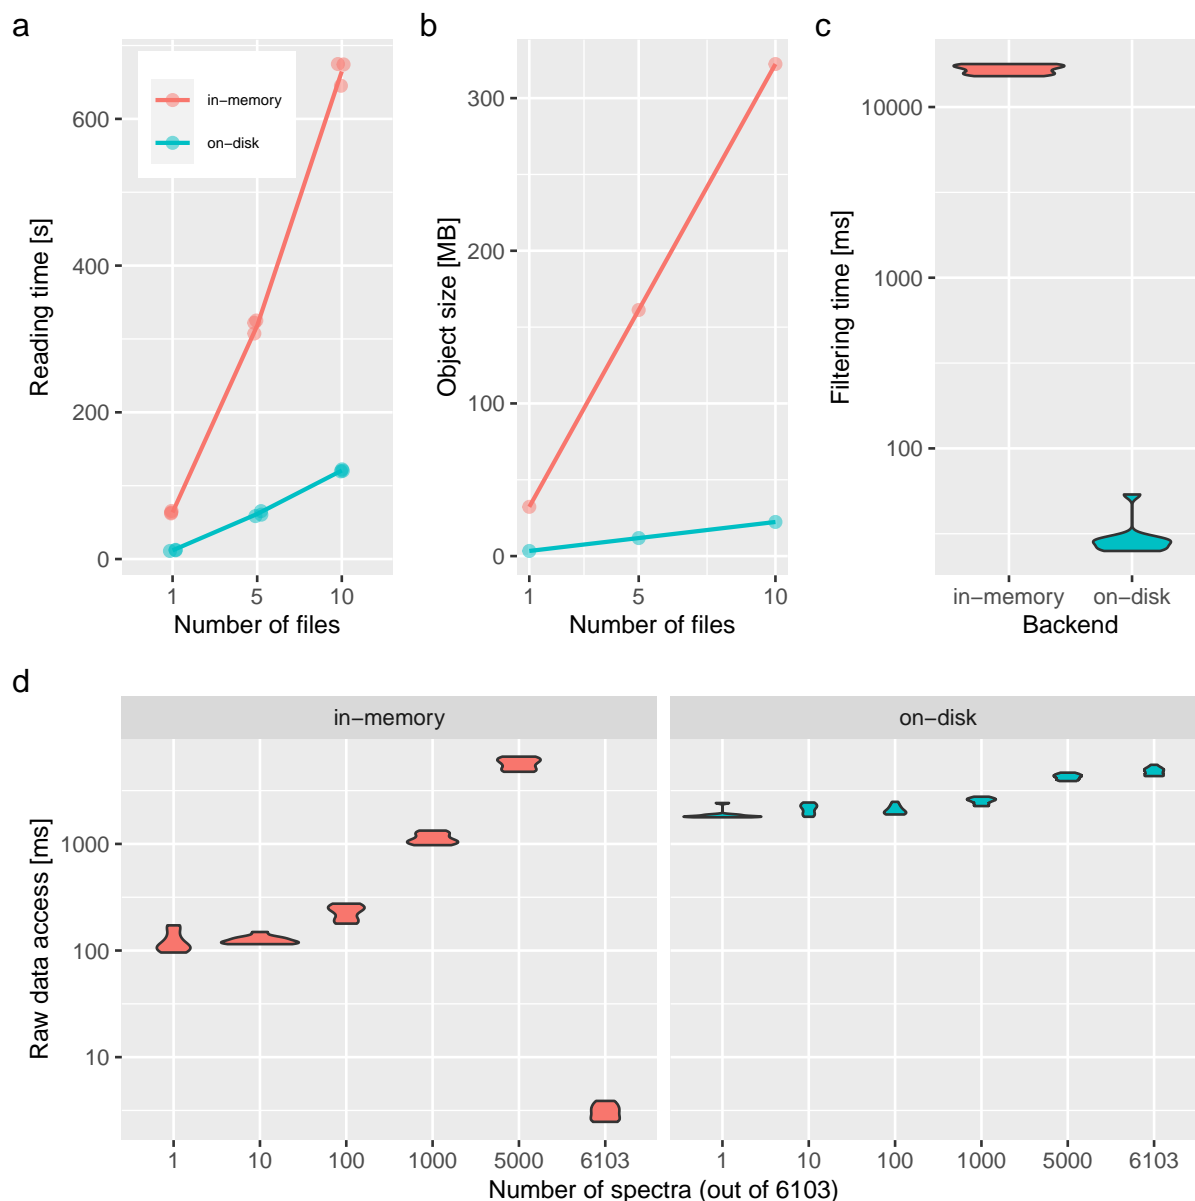 a
Reading time [s]
600
400
200
0
in−memory
on−disk
1 5 10
Number of files
b
Object size [MB]
300
200
100
0
1 5 10
Number of files
c
Filtering time [ms]
10000
1000
100
in−memory on−disk
Backend
d
in−memory on−disk
Raw data access [ms]
1000
100
10
1 10 100 1000 5000 6103 1 10 100 1000 5000 6103
Number of spectra (out of 6103)